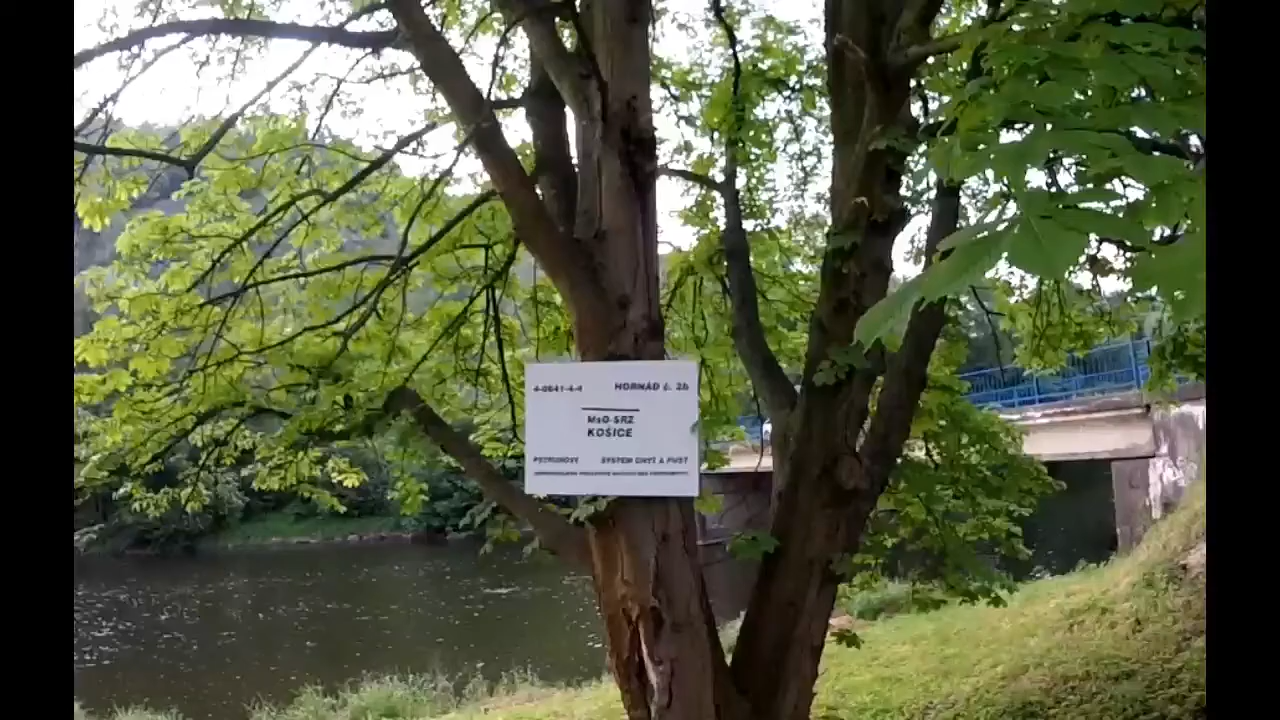 4-0641-4-4 HORNÁD č. 2b
MsO-SRZ
KOŠICE
PSTRUHOVÝ SYSTÉM CHYŤ A PUSŤ